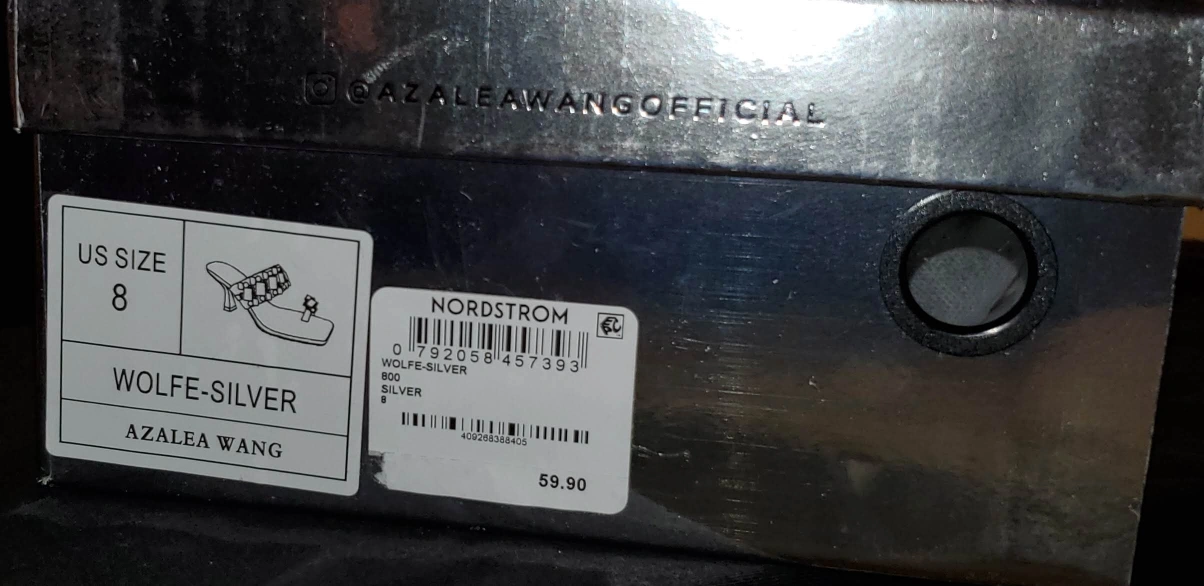 @AZALEAWANGOFFICIAL
US SIZE
8
WOLFE-SILVER
AZALEA WANG
NORDSTROM
0 792058 457393
WOLFE-SILVER
800
SILVER
8
409268388405
59.90